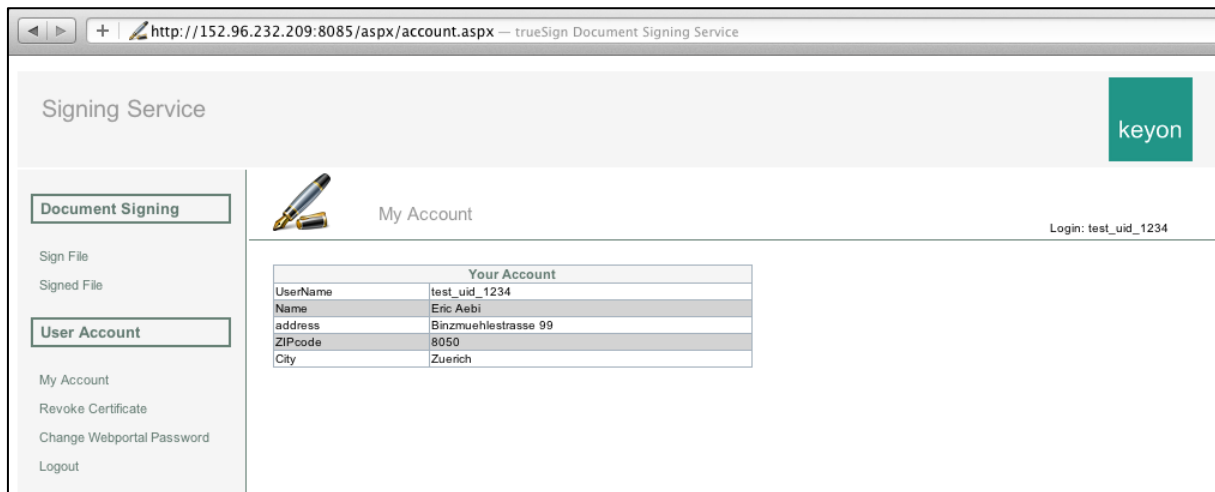 http://152.96.232.209:8085/aspx/account.aspx — trueSign Document Signing Service
Signing Service
keyon
Document Signing
Sign File
Signed File
User Account
My Account
Revoke Certificate
Change Webportal Password
Logout
My Account
Login: test_uid_1234
Your Account
UserName test_uid_1234
Name Eric Aebi
address Binzmuehlestrasse 99
ZIPcode 8050
City Zuerich